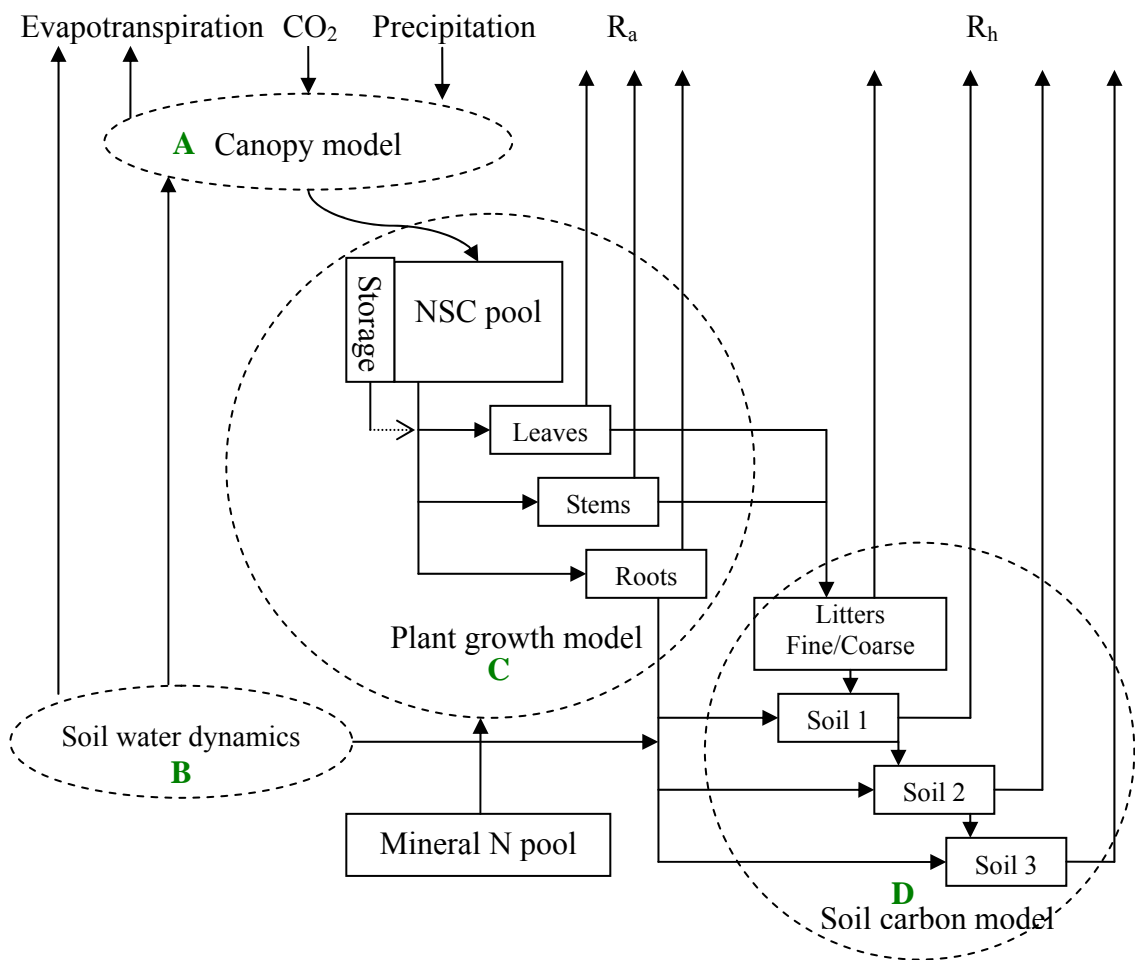 Evapotranspiration CO₂ Precipitation Rₐ Rₕ
A Canopy model
Storage
NSC pool
Leaves
Stems
Roots
Litters
Fine/Coarse
Plant growth model
C
Soil 1
Soil water dynamics
B
Soil 2
Mineral N pool
Soil 3
D
Soil carbon model